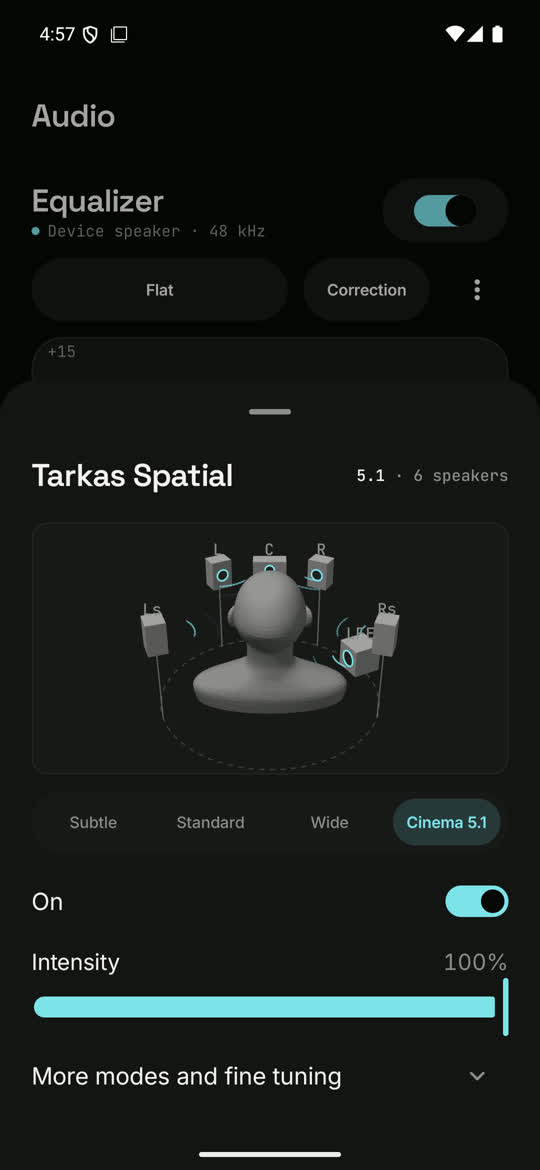 4:57
Audio
Equalizer
Device speaker · 48 kHz
Flat
Correction
+15
Tarkas Spatial
5.1 · 6 speakers
L C R
Ls
Rs
LFE
Subtle
Standard
Wide
Cinema 5.1
On
Intensity
100%
More modes and fine tuning